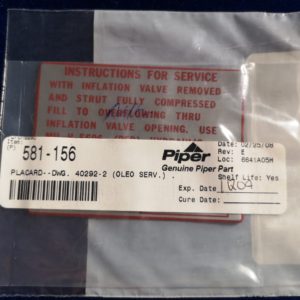 INSTRUCTIONS FOR SERVICE
WITH INFLATION VALVE REMOVED
AND STRUT FULLY COMPRESSED
FILL TO OVERFLOWING THRU
INFLATION VALVE OPENING. USE
(P) 581-156
PLACARD--DWG. 40292-2 (OLEO SERV.) .
Piper
Genuine Piper Part
Date: 02/25/08
Rev: E
Loc: 6641A05H
Shelf Life: Yes
Exp. Date
Cure Date: